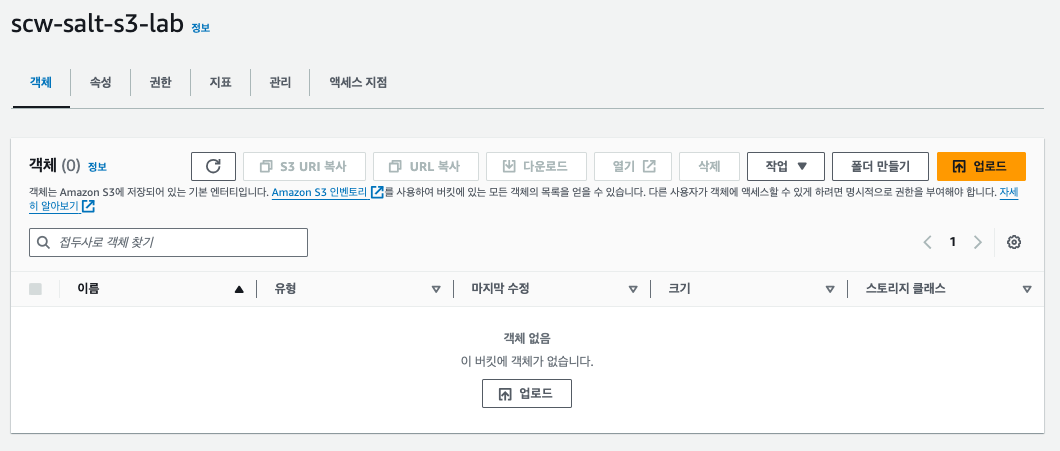 scw-salt-s3-lab 정보
객체 속성 권한 지표 관리 액세스 지점
객체 (0) 정보 S3 URI 복사 URL 복사 다운로드 열기 삭제 작업 폴더 만들기 업로드
객체는 Amazon S3에 저장되어 있는 기본 엔터티입니다. Amazon S3 인벤토리를 사용하여 버킷에 있는 모든 객체의 목록을 얻을 수 있습니다. 다른 사용자가 객체에 액세스할 수 있게 하려면 명시적으로 권한을 부여해야 합니다. 자세
히 알아보기
접두사로 객체 찾기 1
이름 유형 마지막 수정 크기 스토리지 클래스
객체 없음
이 버킷에 객체가 없습니다.
업로드